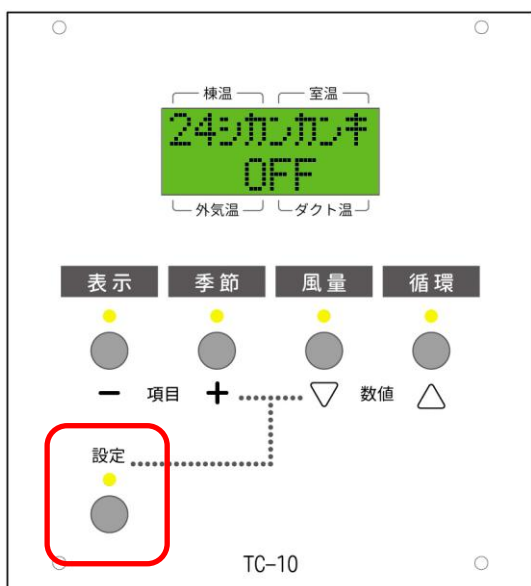 棟温 室温
24シカンカンキ
OFF
外気温 ダクト温
表示 季節 風量 循環
− 項目 + ▽ 数値 △
設定
TC-10